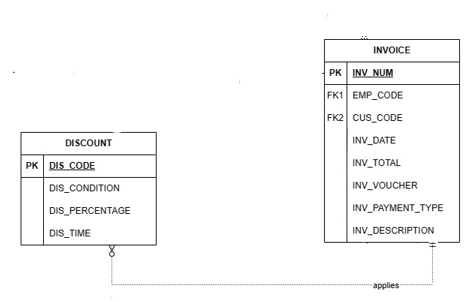 INVOICE
PK INV_NUM
FK1 EMP_CODE
FK2 CUS_CODE
INV_DATE
INV_TOTAL
INV_VOUCHER
INV_PAYMENT_TYPE
INV_DESCRIPTION
DISCOUNT
PK DIS_CODE
DIS_CONDITION
DIS_PERCENTAGE
DIS_TIME
applies